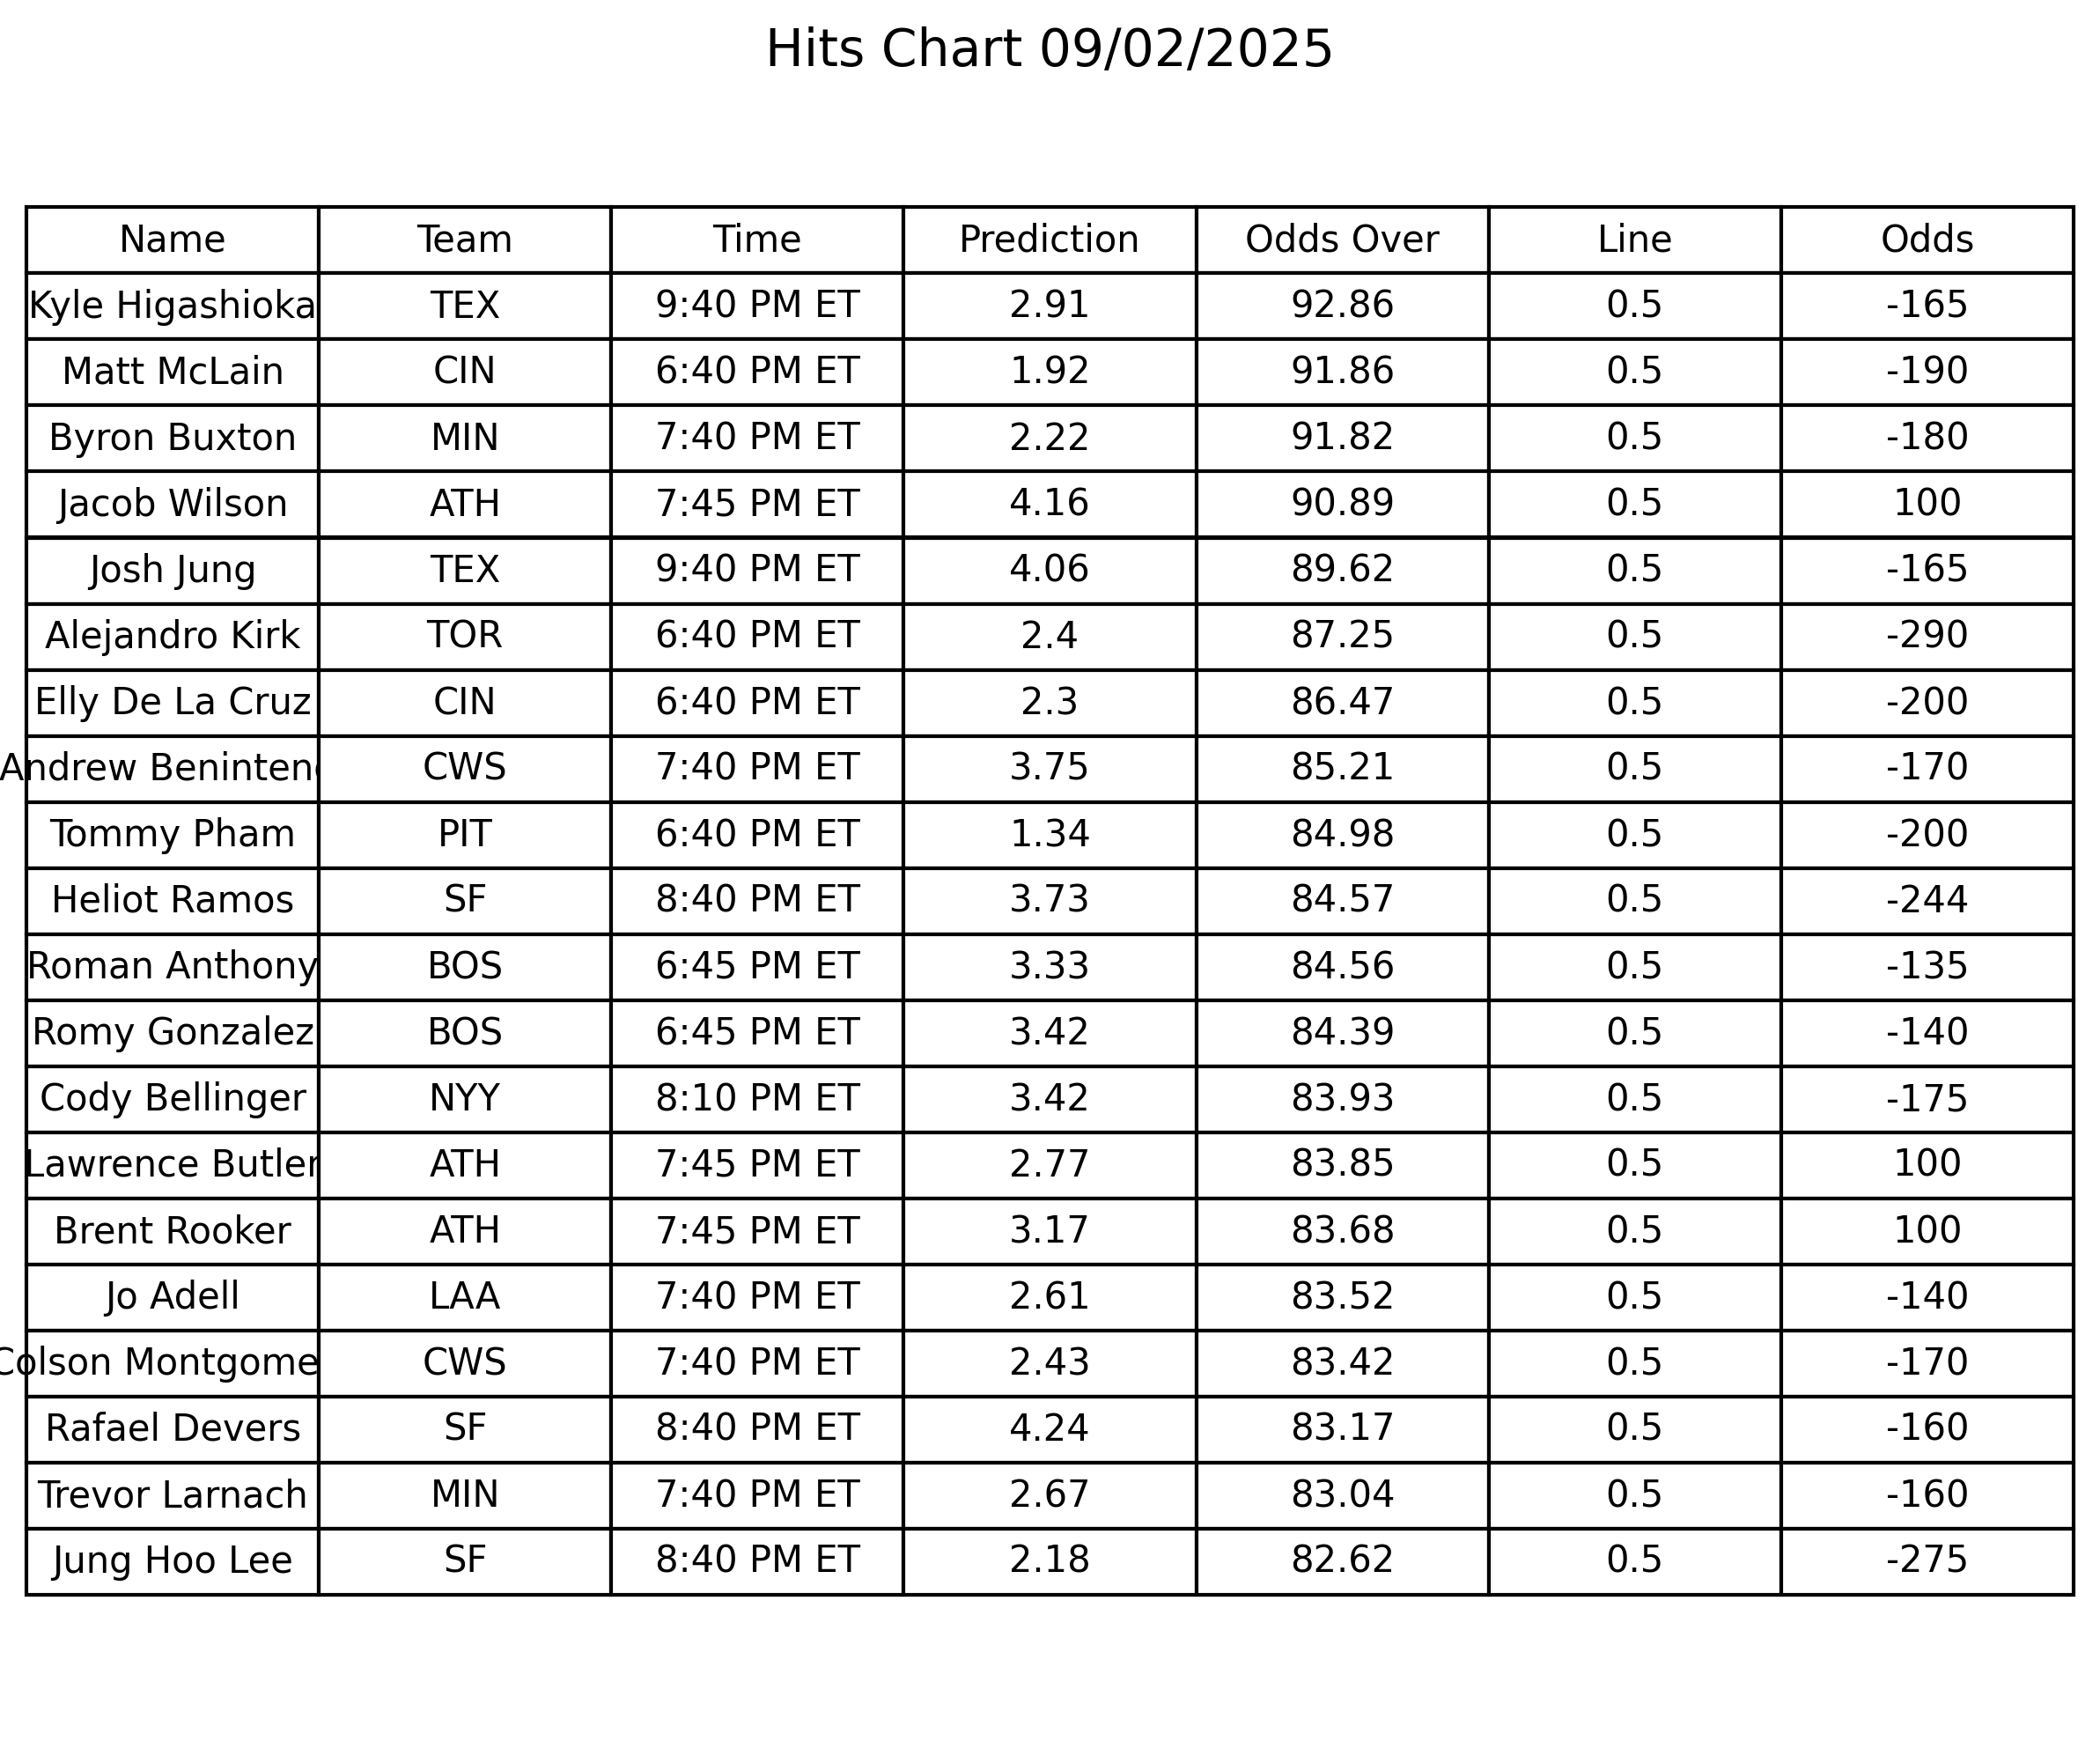 Hits Chart 09/02/2025
Name Team Time Prediction Odds Over Line Odds
Kyle Higashioka TEX 9:40 PM ET 2.91 92.86 0.5 -165
Matt McLain CIN 6:40 PM ET 1.92 91.86 0.5 -190
Byron Buxton MIN 7:40 PM ET 2.22 91.82 0.5 -180
Jacob Wilson ATH 7:45 PM ET 4.16 90.89 0.5 100
Josh Jung TEX 9:40 PM ET 4.06 89.62 0.5 -165
Alejandro Kirk TOR 6:40 PM ET 2.4 87.25 0.5 -290
Elly De La Cruz CIN 6:40 PM ET 2.3 86.47 0.5 -200
Andrew Beninten CWS 7:40 PM ET 3.75 85.21 0.5 -170
Tommy Pham PIT 6:40 PM ET 1.34 84.98 0.5 -200
Heliot Ramos SF 8:40 PM ET 3.73 84.57 0.5 -244
Roman Anthony BOS 6:45 PM ET 3.33 84.56 0.5 -135
Romy Gonzalez BOS 6:45 PM ET 3.42 84.39 0.5 -140
Cody Bellinger NYY 8:10 PM ET 3.42 83.93 0.5 -175
Lawrence Butler ATH 7:45 PM ET 2.77 83.85 0.5 100
Brent Rooker ATH 7:45 PM ET 3.17 83.68 0.5 100
Jo Adell LAA 7:40 PM ET 2.61 83.52 0.5 -140
Colson Montgome CWS 7:40 PM ET 2.43 83.42 0.5 -170
Rafael Devers SF 8:40 PM ET 4.24 83.17 0.5 -160
Trevor Larnach MIN 7:40 PM ET 2.67 83.04 0.5 -160
Jung Hoo Lee SF 8:40 PM ET 2.18 82.62 0.5 -275